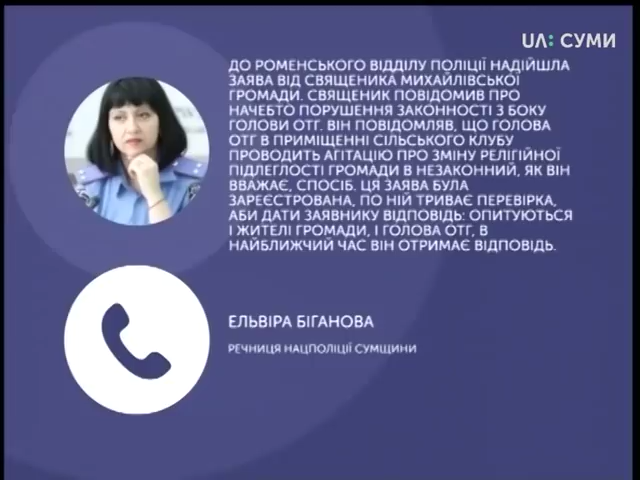 UA: СУМИ
ДО РОМЕНСЬКОГО ВІДДІЛУ ПОЛІЦІЇ НАДІЙШЛА
ЗАЯВА ВІД СВЯЩЕНИКА МИХАЙЛІВСЬКОЇ
ГРОМАДИ. СВЯЩЕНИК ПОВІДОМИВ ПРО
НАЧЕБТО ПОРУШЕННЯ ЗАКОННОСТІ З БОКУ
ГОЛОВИ ОТГ. ВІН ПОВІДОМЛЯВ, ЩО ГОЛОВА
ОТГ В ПРИМІЩЕННІ СІЛЬСЬКОГО КЛУБУ
ПРОВОДИТЬ АГІТАЦІЮ ПРО ЗМІНУ РЕЛІГІЙНОЇ
ПІДЛЕГЛОСТІ ГРОМАДИ В НЕЗАКОННИЙ, ЯК ВІН
ВВАЖАЄ, СПОСІБ. ЦЯ ЗАЯВА БУЛА
ЗАРЕЄСТРОВАНА, ПО НІЙ ТРИВАЄ ПЕРЕВІРКА,
АБИ ДАТИ ЗАЯВНИКУ ВІДПОВІДЬ: ОПИТУЮТЬСЯ
І ЖИТЕЛІ ГРОМАДИ, І ГОЛОВА ОТГ, В
НАЙБЛИЖЧИЙ ЧАС ВІН ОТРИМАЄ ВІДПОВІДЬ.
ЕЛЬВІРА БІГАНОВА
РЕЧНИЦЯ НАЦПОЛІЦІЇ СУМЩИНИ